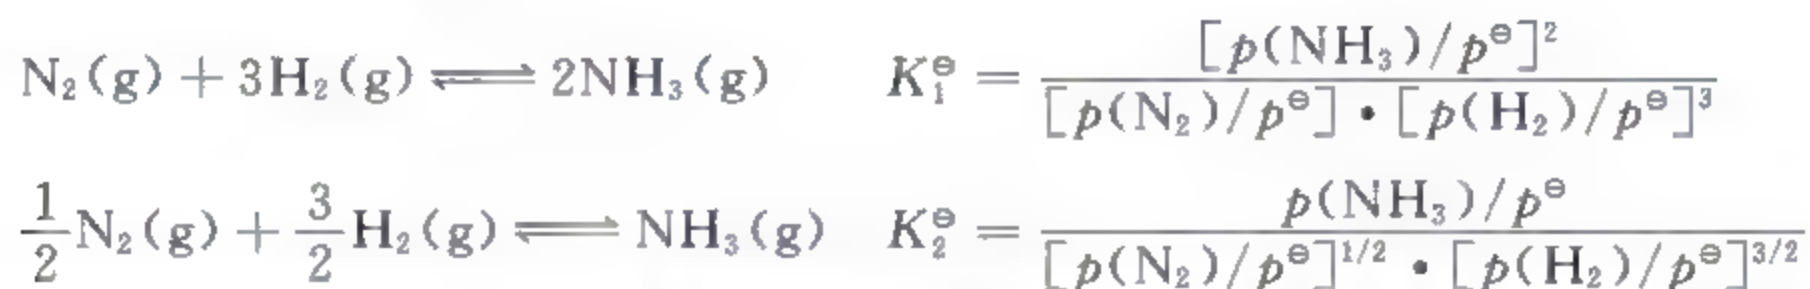 N₂(g) + 3H₂(g) ⇌ 2NH₃(g) K₁^⊖ = [p(NH₃)/p^⊖]² / [p(N₂)/p^⊖]·[p(H₂)/p^⊖]³
1/2 N₂(g) + 3/2 H₂(g) ⇌ NH₃(g) K₂^⊖ = p(NH₃)/p^⊖ / [p(N₂)/p^⊖]^1/2·[p(H₂)/p^⊖]^3/2